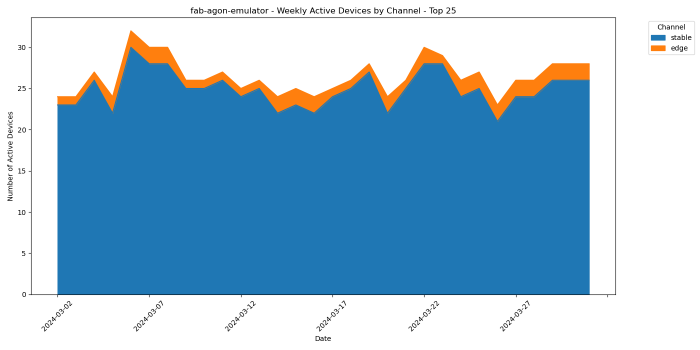 fab-agon-emulator - Weekly Active Devices by Channel - Top 25
Channel
stable
edge
Number of Active Devices
30
25
20
15
10
5
0
2024-03-02
2024-03-07
2024-03-12
2024-03-17
2024-03-22
2024-03-27
Date